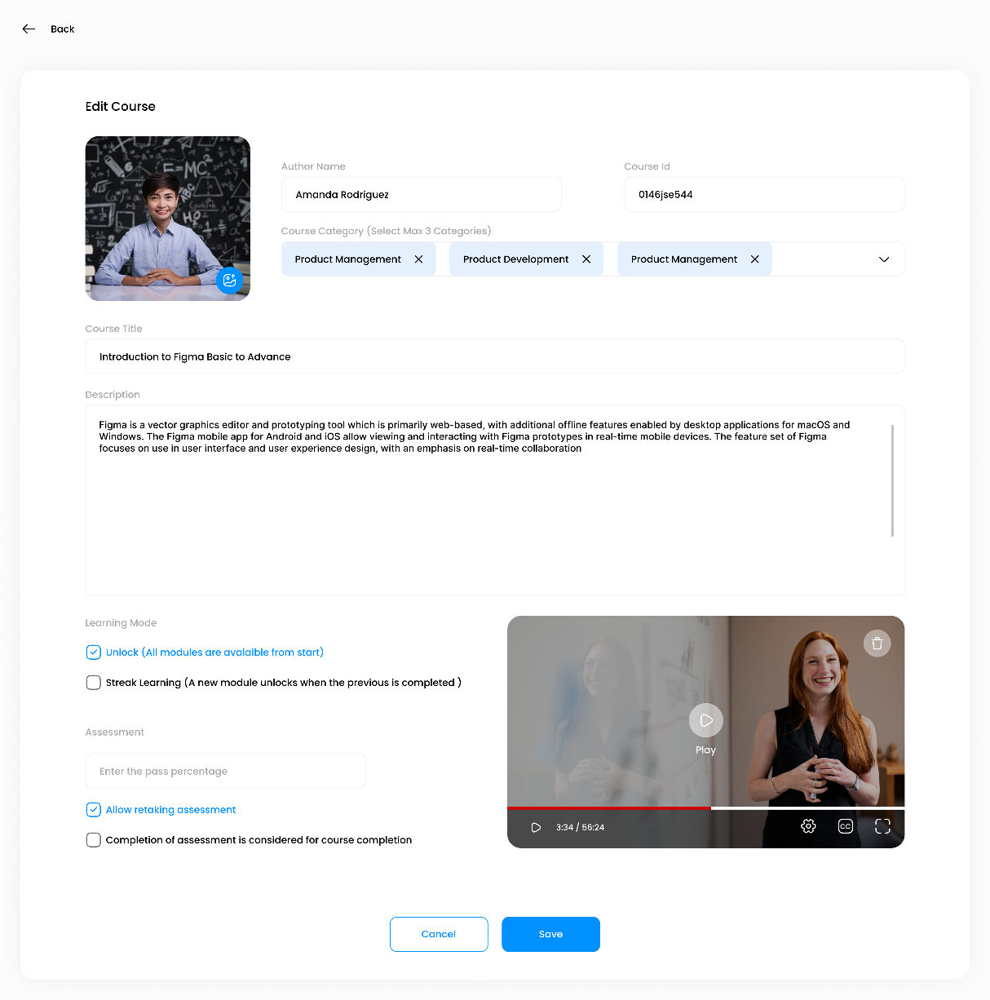 Back
Edit Course
E=MC²
ABC
HO
Author Name
Course Id
Amanda Rodriguez
0146jse544
Course Category (Select Max 3 Categories)
Product Management
Product Development
Product Management
Course Title
Introduction to Figma Basic to Advance
Description
Figma is a vector graphics editor and prototyping tool which is primarily web-based, with additional offline features enabled by desktop applications for macOS and
Windows. The Figma mobile app for Android and iOS allow viewing and interacting with Figma prototypes in real-time mobile devices. The feature set of Figma
focuses on use in user interface and user experience design, with an emphasis on real-time collaboration
Learning Mode
Unlock (All modules are avalaible from start)
Streak Learning (A new module unlocks when the previous is completed )
Assessment
Enter the pass percentage
Allow retaking assessment
Completion of assessment is considered for course completion
Play
3:34 / 56:24
CC
Cancel
Save